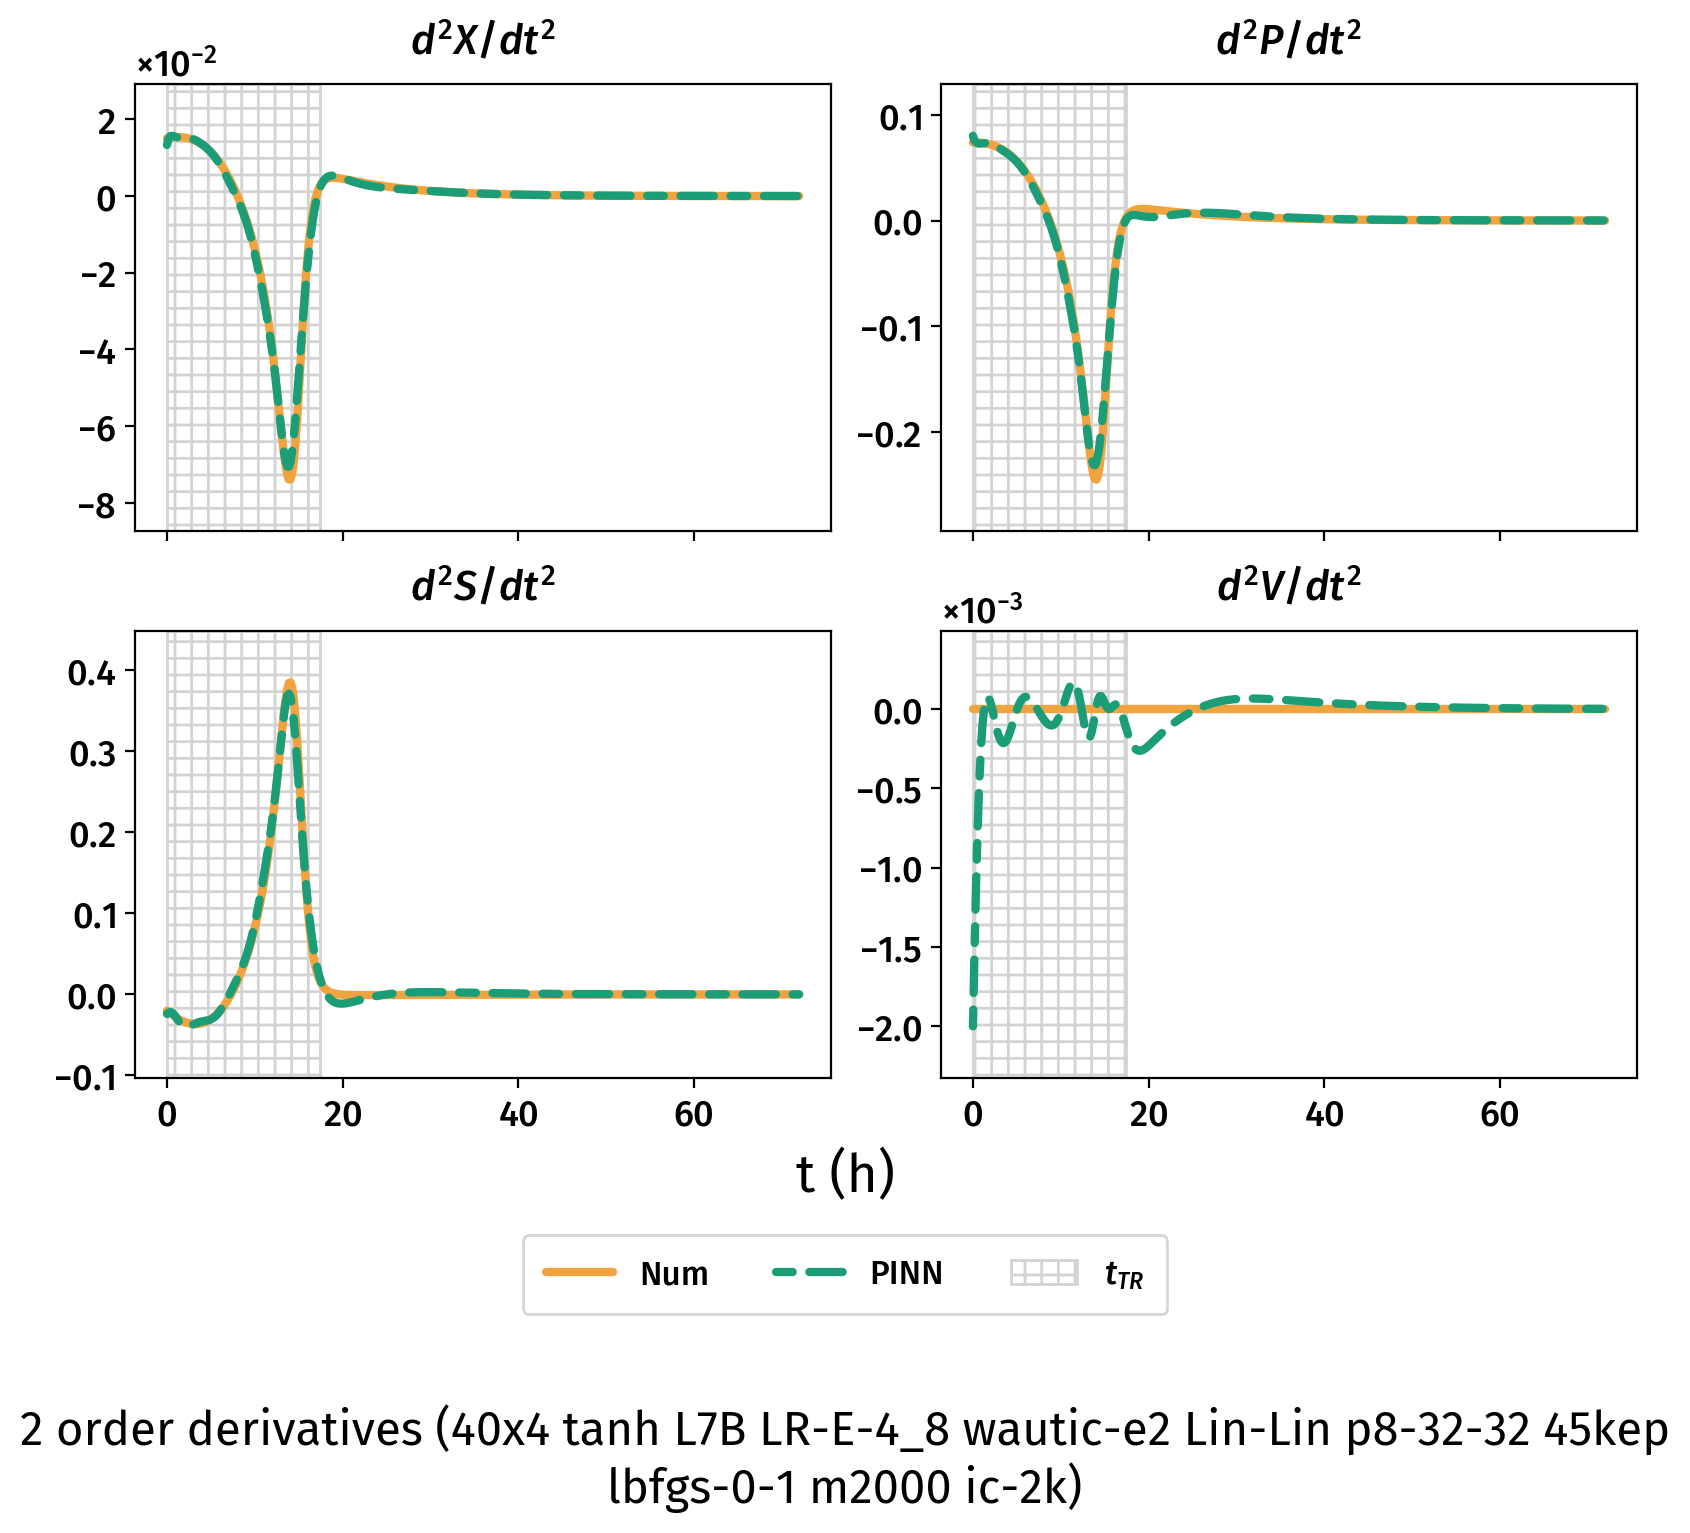 d²X/dt²
d²P/dt²
×10⁻²
2
0
−2
−4
−6
−8
0.1
0.0
−0.1
−0.2
d²S/dt²
d²V/dt²
×10⁻³
0.4
0.3
0.2
0.1
0.0
−0.1
0 20 40 60
0.0
−0.5
−1.0
−1.5
−2.0
0 20 40 60
t (h)
Num PINN t_TR
2 order derivatives (40x4 tanh L7B LR-E-4_8 wautic-e2 Lin-Lin p8-32-32 45kep
lbfgs-0-1 m2000 ic-2k)